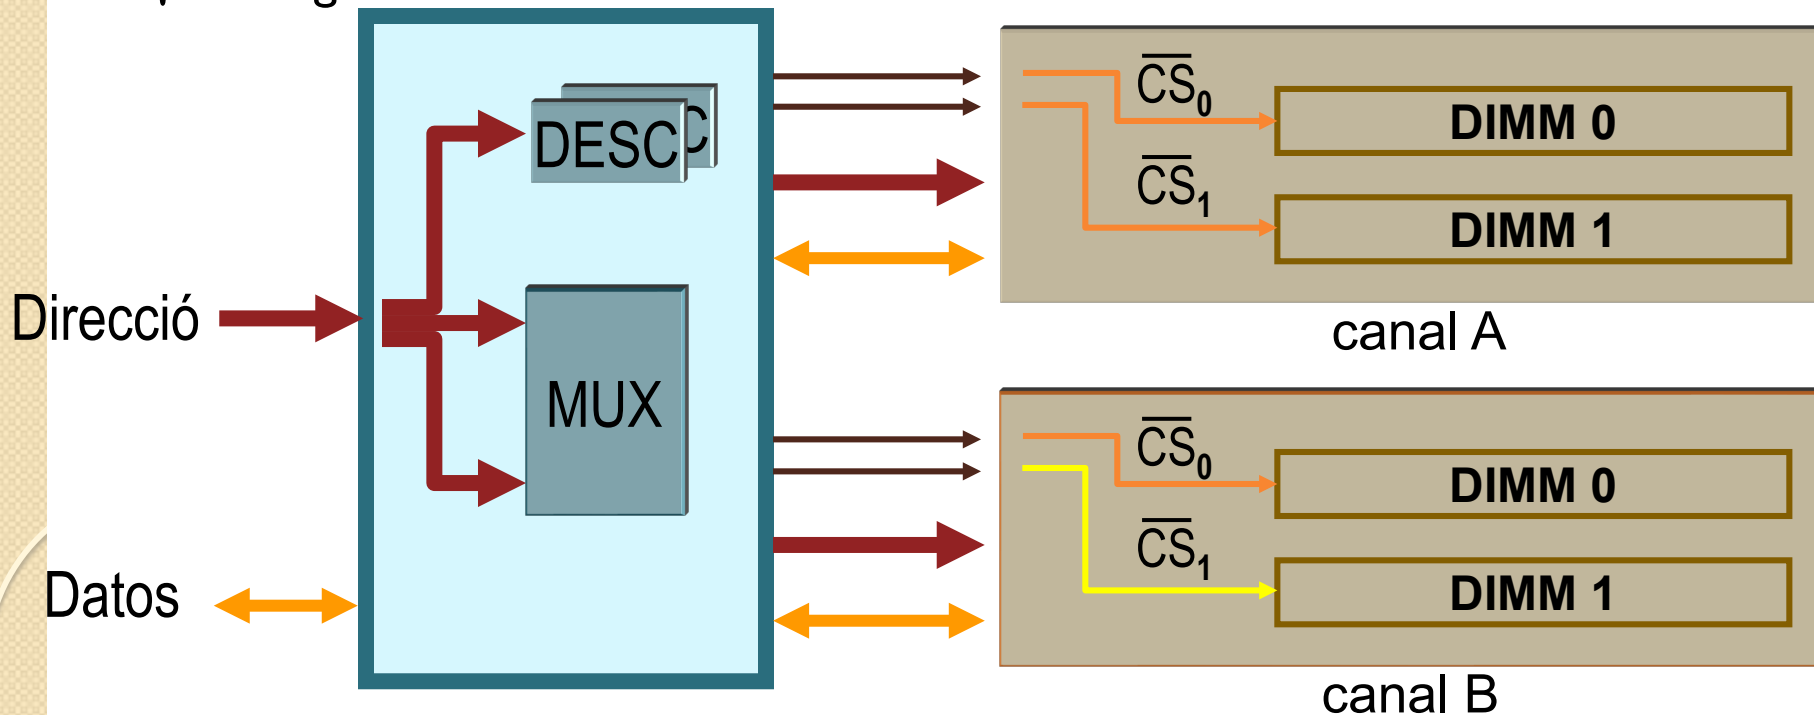 DESC
C
MUX
Direcció
Datos
CS0
DIMM 0
CS1
DIMM 1
canal A
CS0
DIMM 0
CS1
DIMM 1
canal B